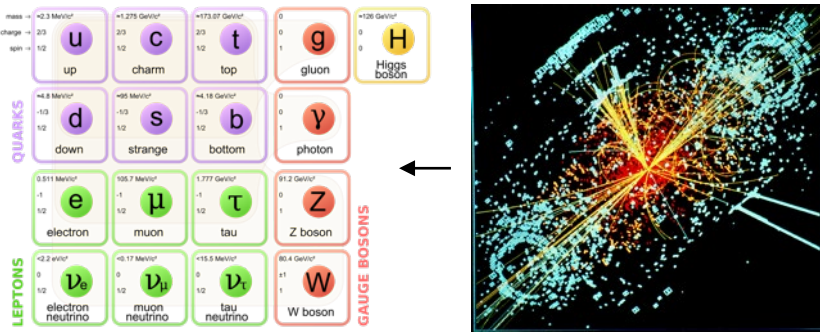 mass → ≈2.3 MeV/c² ≈1.275 GeV/c² ≈173.07 GeV/c² 0 ≈126 GeV/c²
charge → 2/3 2/3 2/3 0 0
spin → 1/2 1/2 1/2 1 0
u c t g H
up charm top gluon Higgs boson
≈4.8 MeV/c² ≈95 MeV/c² ≈4.18 GeV/c² 0
-1/3 -1/3 -1/3 0
1/2 1/2 1/2 1
d s b γ
down strange bottom photon
QUARKS
0.511 MeV/c² 105.7 MeV/c² 1.777 GeV/c² 91.2 GeV/c²
-1 -1 -1 0
1/2 1/2 1/2 1
e μ τ Z
electron muon tau Z boson
<2.2 eV/c² <0.17 MeV/c² <15.5 MeV/c² 80.4 GeV/c²
0 0 0 ±1
1/2 1/2 1/2 1
νe νμ ντ W
electron neutrino muon neutrino tau neutrino W boson
LEPTONS
GAUGE BOSONS